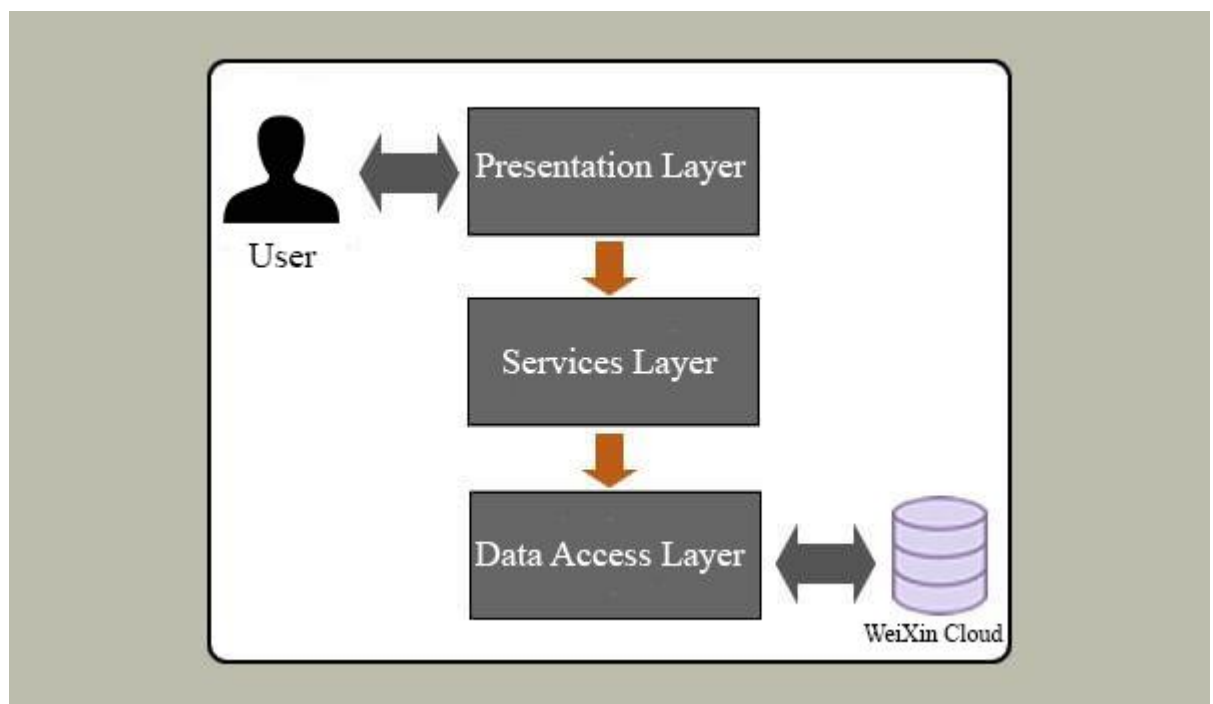 Presentation Layer
User
Services Layer
Data Access Layer
WeiXin Cloud